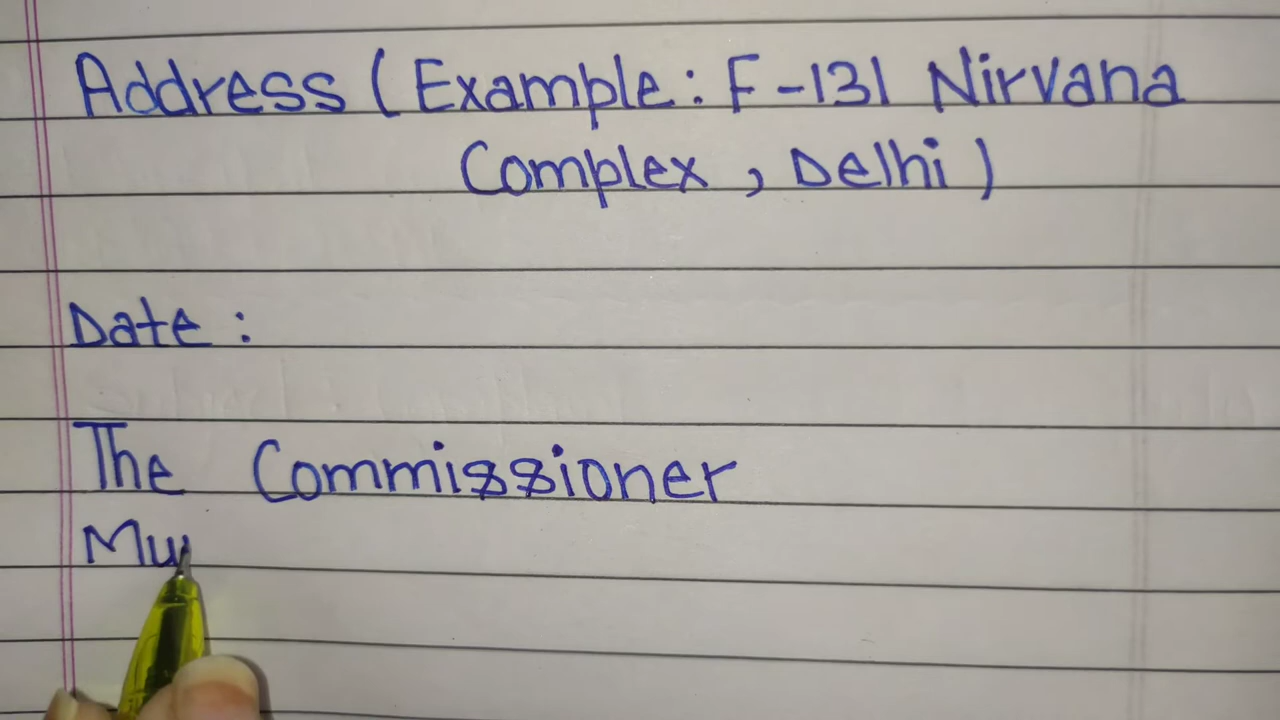 Address (Example: F-131 Nirvana
Complex, Delhi)
Date:
The Commissioner
Mu